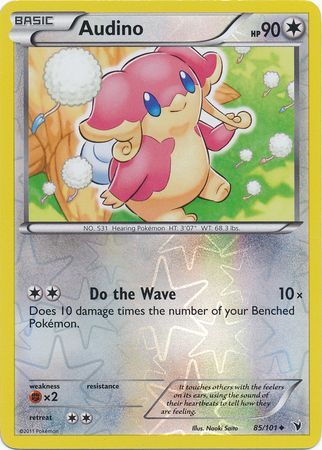 BASIC
Audino HP 90
NO. 531 Hearing Pokémon HT: 3'07" WT: 68.3 lbs.
Do the Wave 10×
Does 10 damage times the number of your Benched
Pokémon.
weakness resistance
×2
retreat
It touches others with the feelers
on its ears, using the sound of
their heartbeats to tell how they
are feeling.
©2011 Pokémon Illus. Naoki Saito 85/101